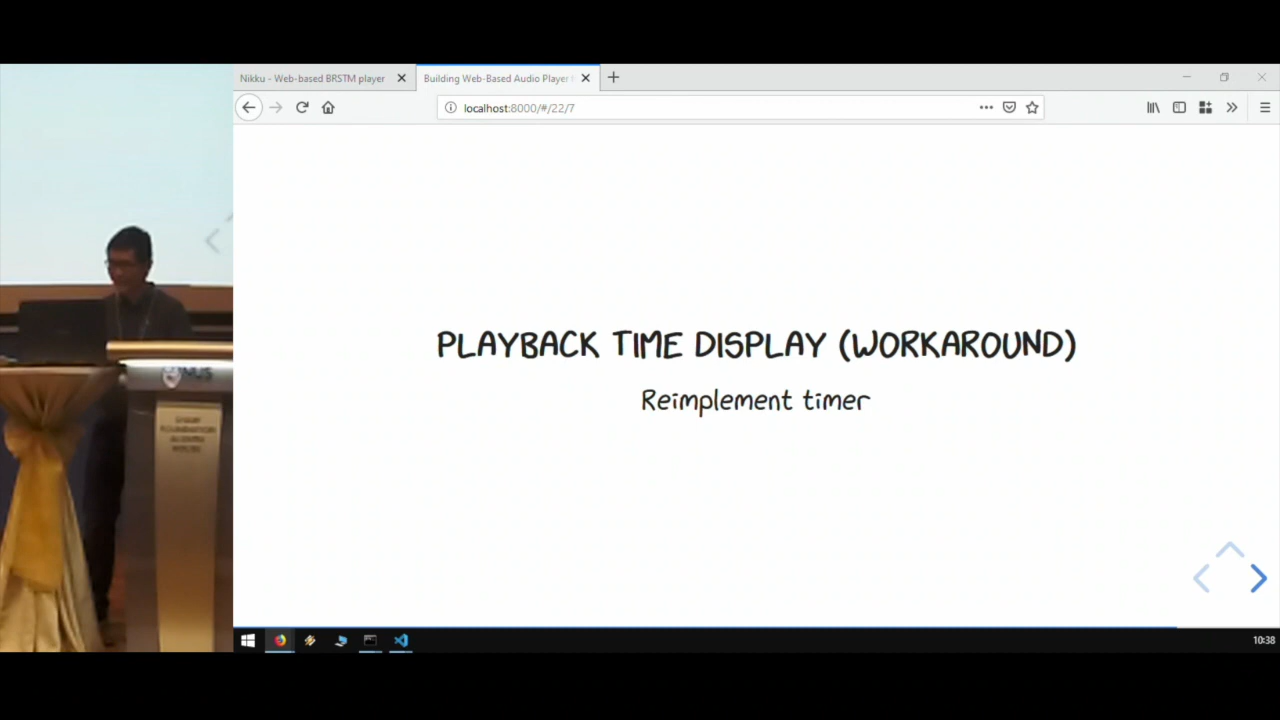 Nikku - Web-based BRSTM player
Building Web-Based Audio Player
localhost:8000/#/22/7
PLAYBACK TIME DISPLAY (WORKAROUND)
Reimplement timer
NUS
10:38